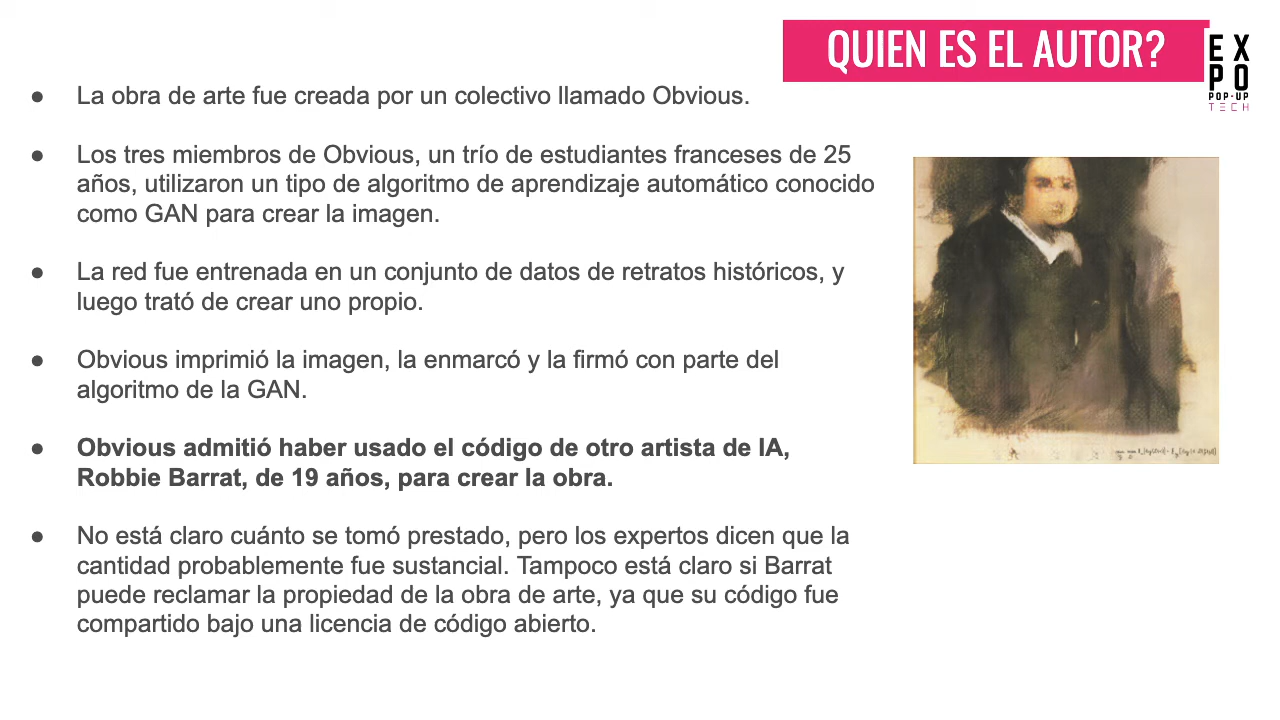 QUIEN ES EL AUTOR?
EX
PO
POP-UP
TECH
● La obra de arte fue creada por un colectivo llamado Obvious.
● Los tres miembros de Obvious, un trío de estudiantes franceses de 25
años, utilizaron un tipo de algoritmo de aprendizaje automático conocido
como GAN para crear la imagen.
● La red fue entrenada en un conjunto de datos de retratos históricos, y
luego trató de crear uno propio.
● Obvious imprimió la imagen, la enmarcó y la firmó con parte del
algoritmo de la GAN.
● Obvious admitió haber usado el código de otro artista de IA,
Robbie Barrat, de 19 años, para crear la obra.
● No está claro cuánto se tomó prestado, pero los expertos dicen que la
cantidad probablemente fue sustancial. Tampoco está claro si Barrat
puede reclamar la propiedad de la obra de arte, ya que su código fue
compartido bajo una licencia de código abierto.